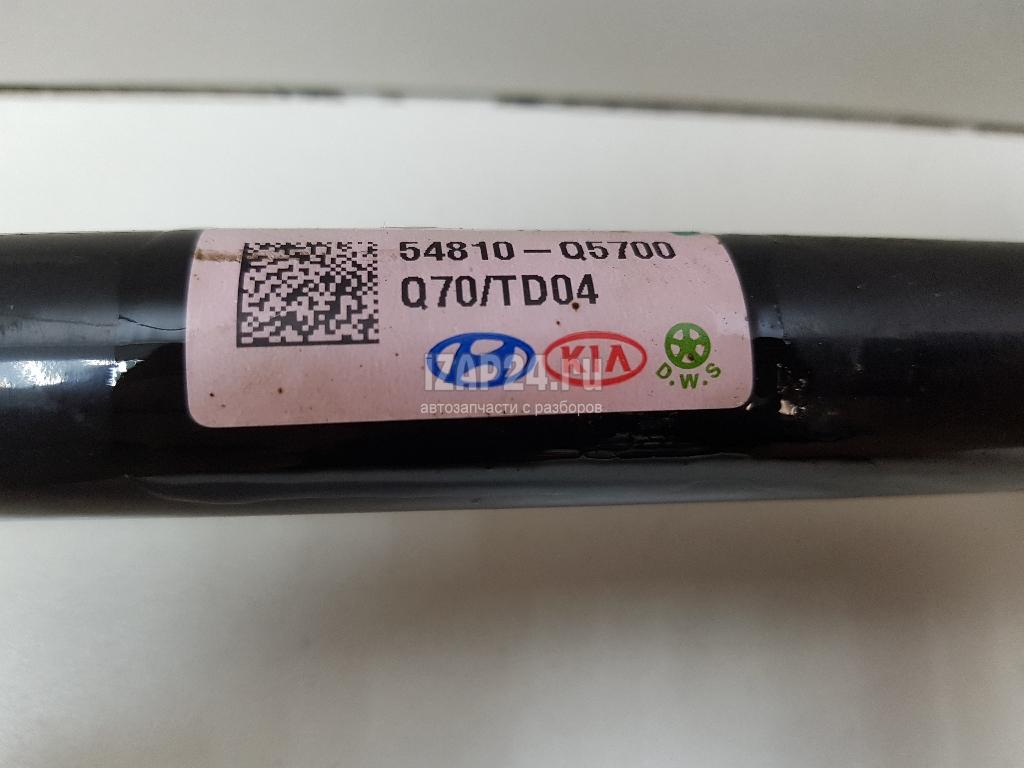 54810-Q5700
Q70/TD04
KIA
D.W.S
iZAP24.ru
автозапчасти с разборов